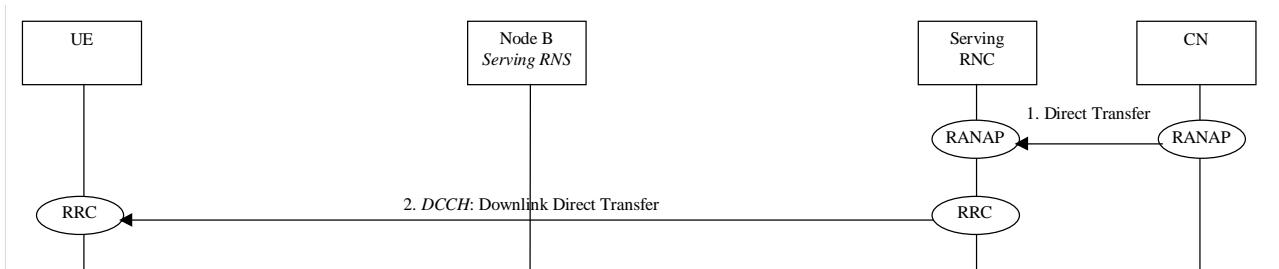 UE
Node B
Serving RNS
Serving
RNC
CN
1. Direct Transfer
RANAP
RANAP
2. DCCH: Downlink Direct Transfer
RRC
RRC